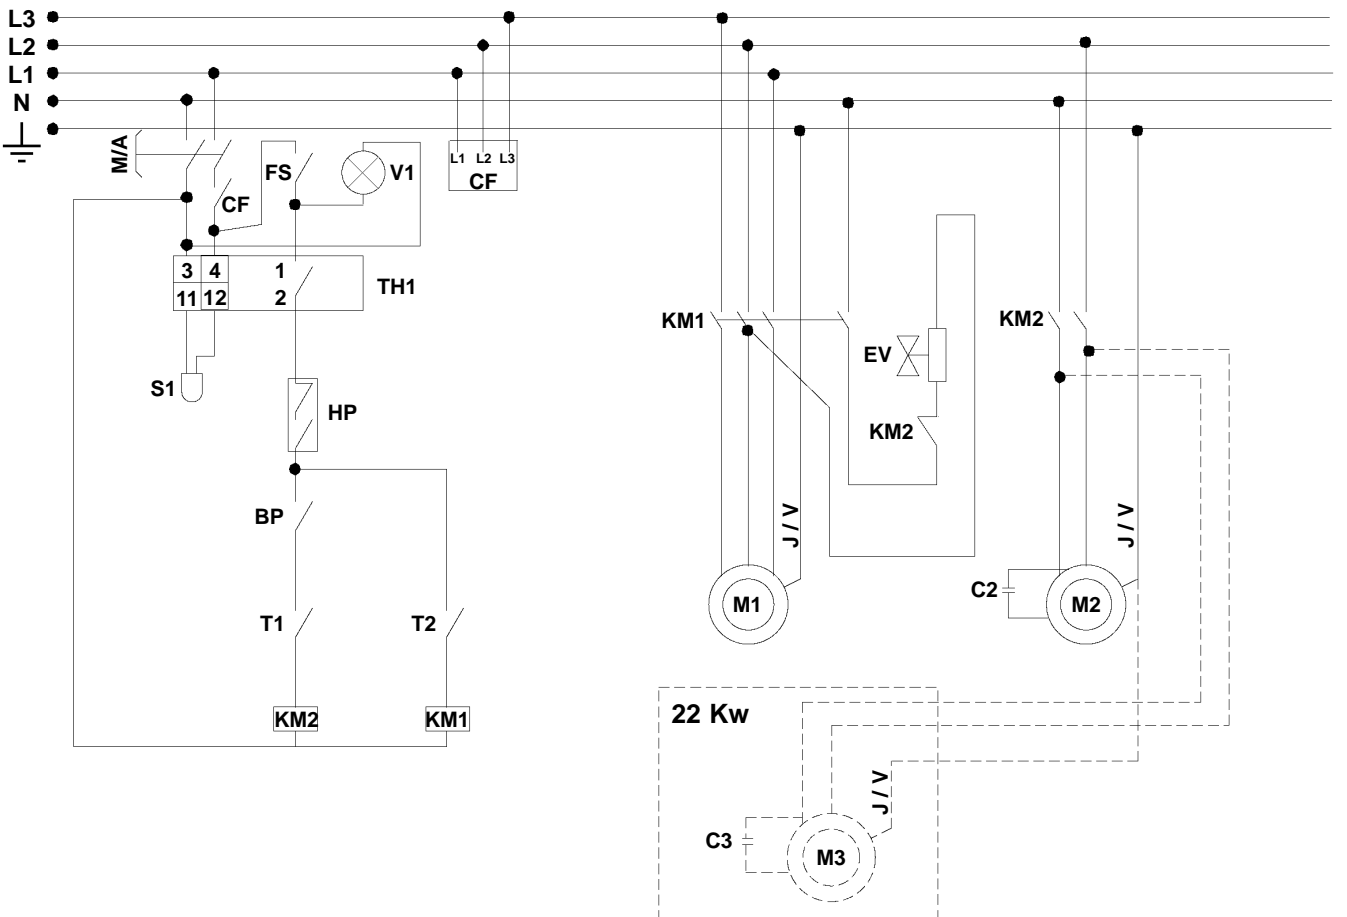 L3
L2
L1
N
M/A
FS
V1
L1 L2 L3
CF
CF
3 4 1
TH1
11 12 2
KM1
KM2
EV
S1
HP
KM2
BP
J / V
J / V
C2
M1
M2
T1
T2
KM2
KM1
22 Kw
J / V
C3
M3